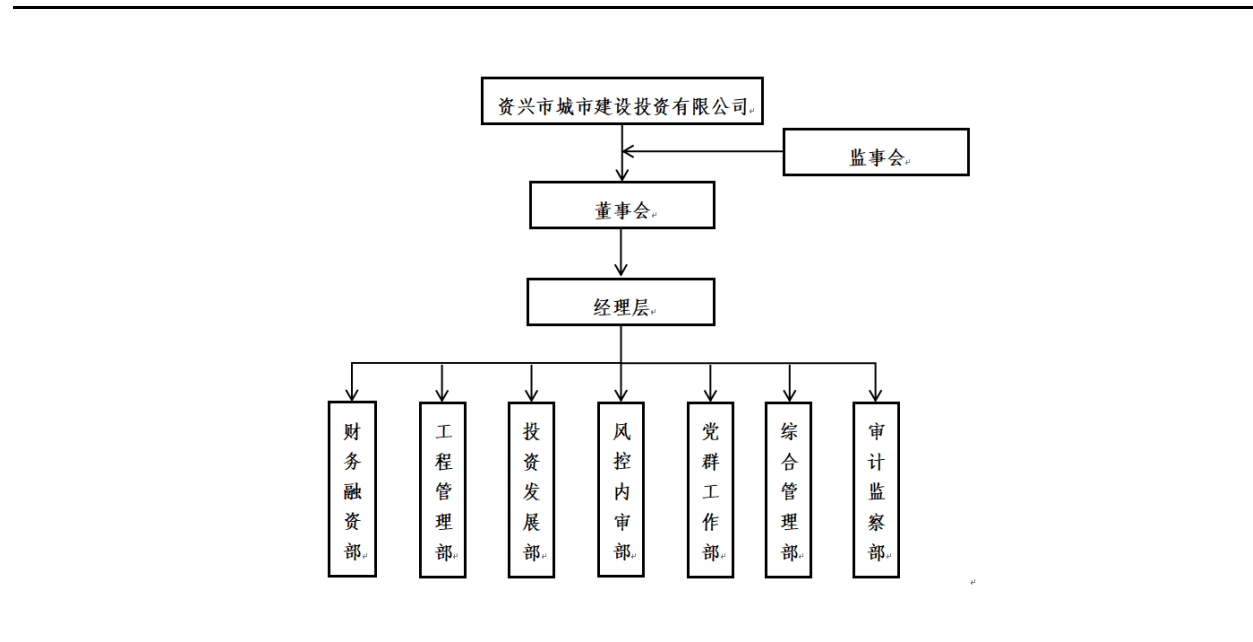 资兴市城市建设投资有限公司
监事会
董事会
经理层
财务融资部
工程管理部
投资发展部
风控内审部
党群工作部
综合管理部
审计监察部